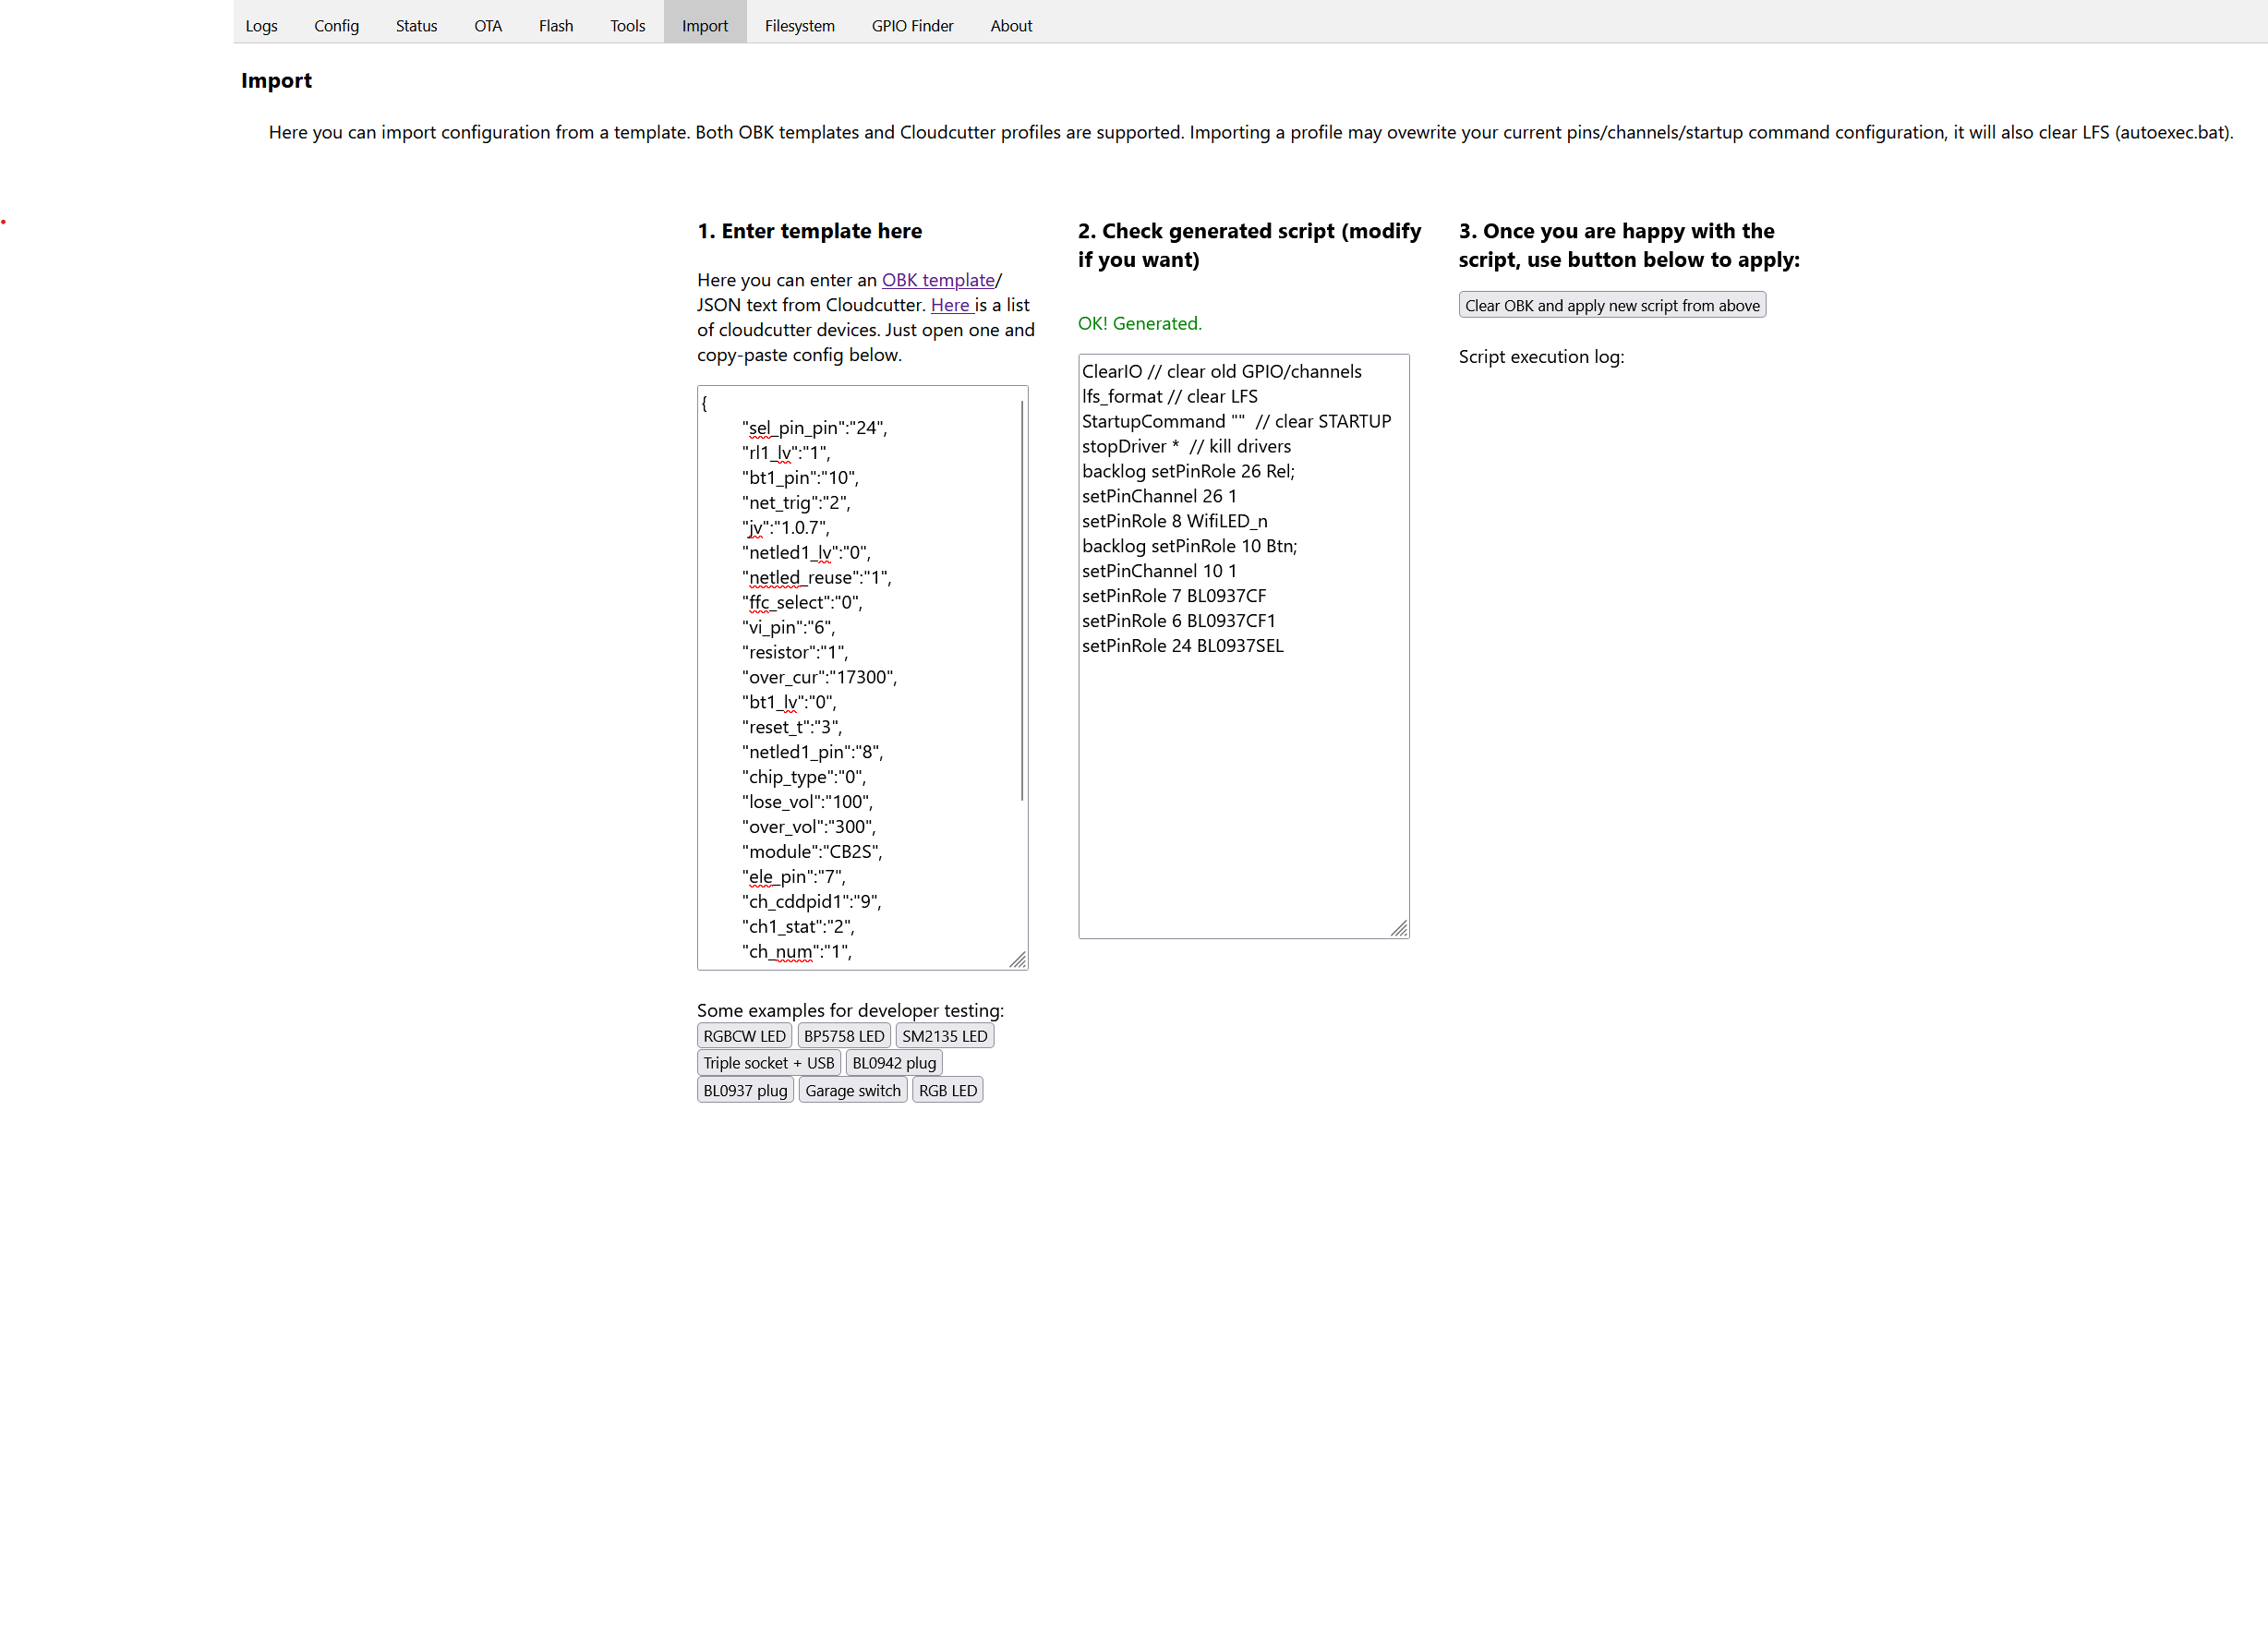 Logs Config Status OTA Flash Tools Import Filesystem GPIO Finder About
Import
Here you can import configuration from a template. Both OBK templates and Cloudcutter profiles are supported. Importing a profile may ovewrite your current pins/channels/startup command configuration, it will also clear LFS (autoexec.bat).
1. Enter template here
Here you can enter an OBK template/
JSON text from Cloudcutter. Here is a list
of cloudcutter devices. Just open one and
copy-paste config below.
{
"sel_pin_pin":"24",
"rl1_lv":"1",
"bt1_pin":"10",
"net_trig":"2",
"jv":"1.0.7",
"netled1_lv":"0",
"netled_reuse":"1",
"ffc_select":"0",
"vi_pin":"6",
"resistor":"1",
"over_cur":"17300",
"bt1_lv":"0",
"reset_t":"3",
"netled1_pin":"8",
"chip_type":"0",
"lose_vol":"100",
"over_vol":"300",
"module":"CB2S",
"ele_pin":"7",
"ch_cddpid1":"9",
"ch1_stat":"2",
"ch_num":"1",
Some examples for developer testing:
RGBCW LED BP5758 LED SM2135 LED
Triple socket + USB BL0942 plug
BL0937 plug Garage switch RGB LED
2. Check generated script (modify
if you want)
OK! Generated.
ClearIO // clear old GPIO/channels
lfs_format // clear LFS
StartupCommand "" // clear STARTUP
stopDriver * // kill drivers
backlog setPinRole 26 Rel;
setPinChannel 26 1
setPinRole 8 WifiLED_n
backlog setPinRole 10 Btn;
setPinChannel 10 1
setPinRole 7 BL0937CF
setPinRole 6 BL0937CF1
setPinRole 24 BL0937SEL
3. Once you are happy with the
script, use button below to apply:
Clear OBK and apply new script from above
Script execution log: